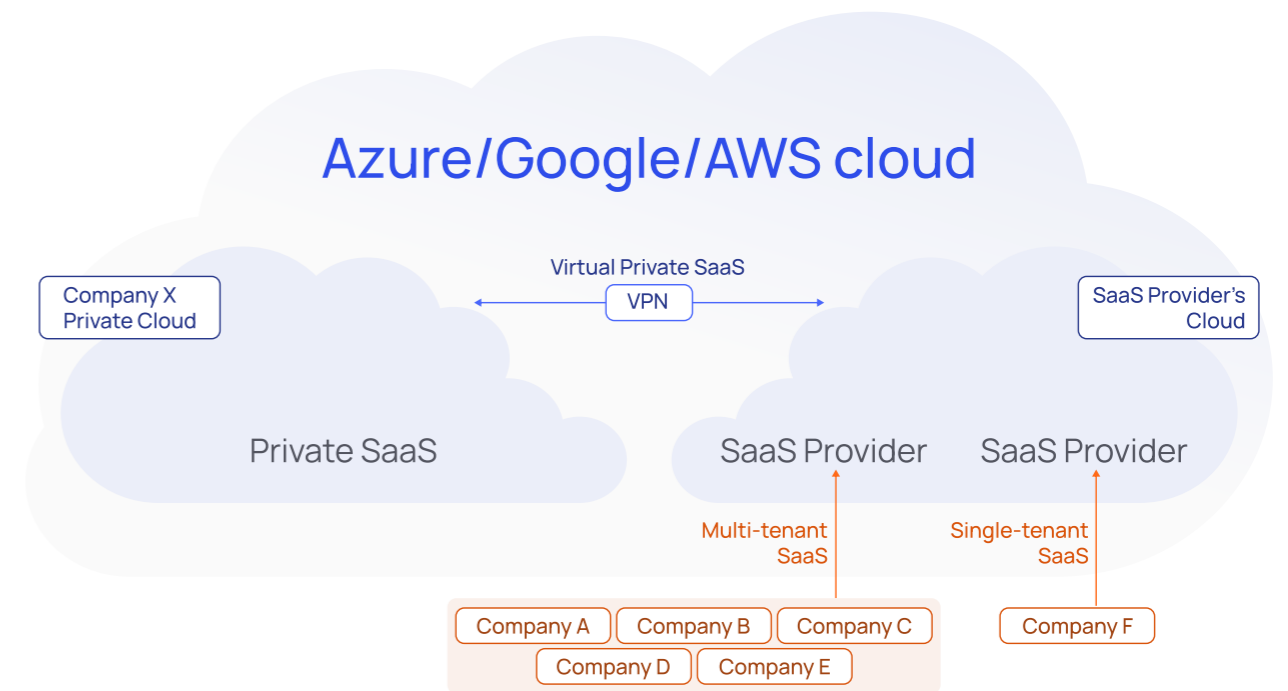 Azure/Google/AWS cloud
Virtual Private SaaS
VPN
Company X
Private Cloud
SaaS Provider’s
Cloud
Private SaaS
SaaS Provider
SaaS Provider
Multi-tenant
SaaS
Single-tenant
SaaS
Company A
Company B
Company C
Company F
Company D
Company E